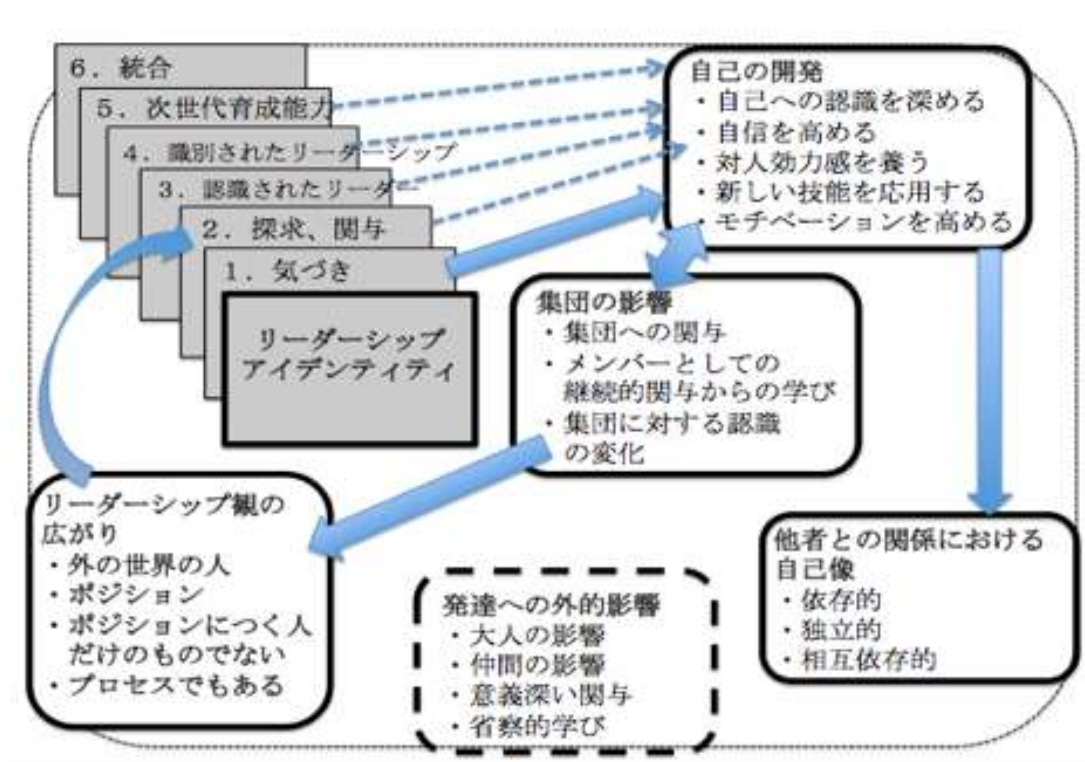 6．統合
5．次世代育成能力
4．識別されたリーダーシップ
3．認識されたリーダー
2．探求、関与
1．気づき
リーダーシップ
アイデンティティ
自己の開発
・自己への認識を深める
・自信を高める
・対人効力感を養う
・新しい技能を応用する
・モチベーションを高める
集団の影響
・集団への関与
・メンバーとしての
継続的関与からの学び
・集団に対する認識
の変化
リーダーシップ観の
広がり
・外の世界の人
・ポジション
・ポジションにつく人
だけのものでない
・プロセスでもある
発達への外的影響
・大人の影響
・仲間の影響
・意義深い関与
・省察的学び
他者との関係における
自己像
・依存的
・独立的
・相互依存的